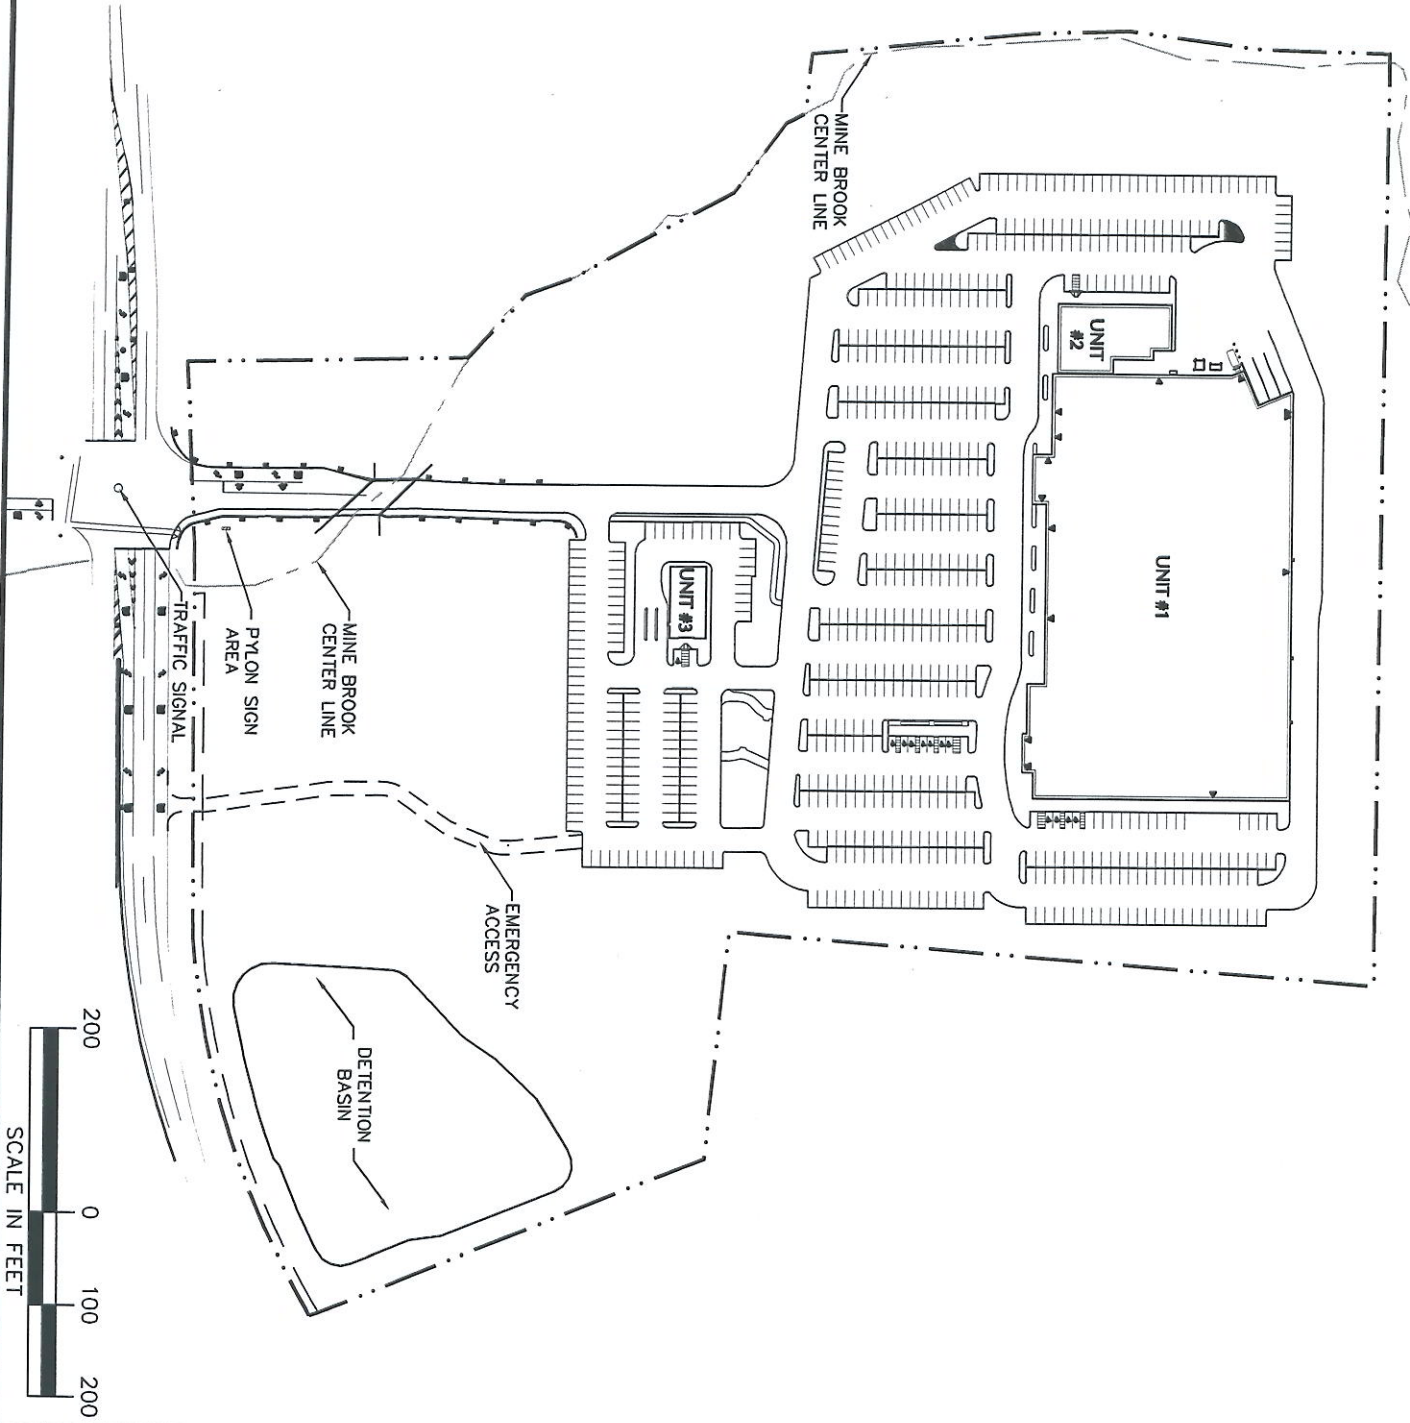 MINE BROOK
CENTER LINE
UNIT
#2
UNIT #1
UNIT #3
MINE BROOK
CENTER LINE
PYLON SIGN
AREA
TRAFFIC SIGNAL
EMERGENCY
ACCESS
DETENTION
BASIN
200 0 100 200
SCALE IN FEET